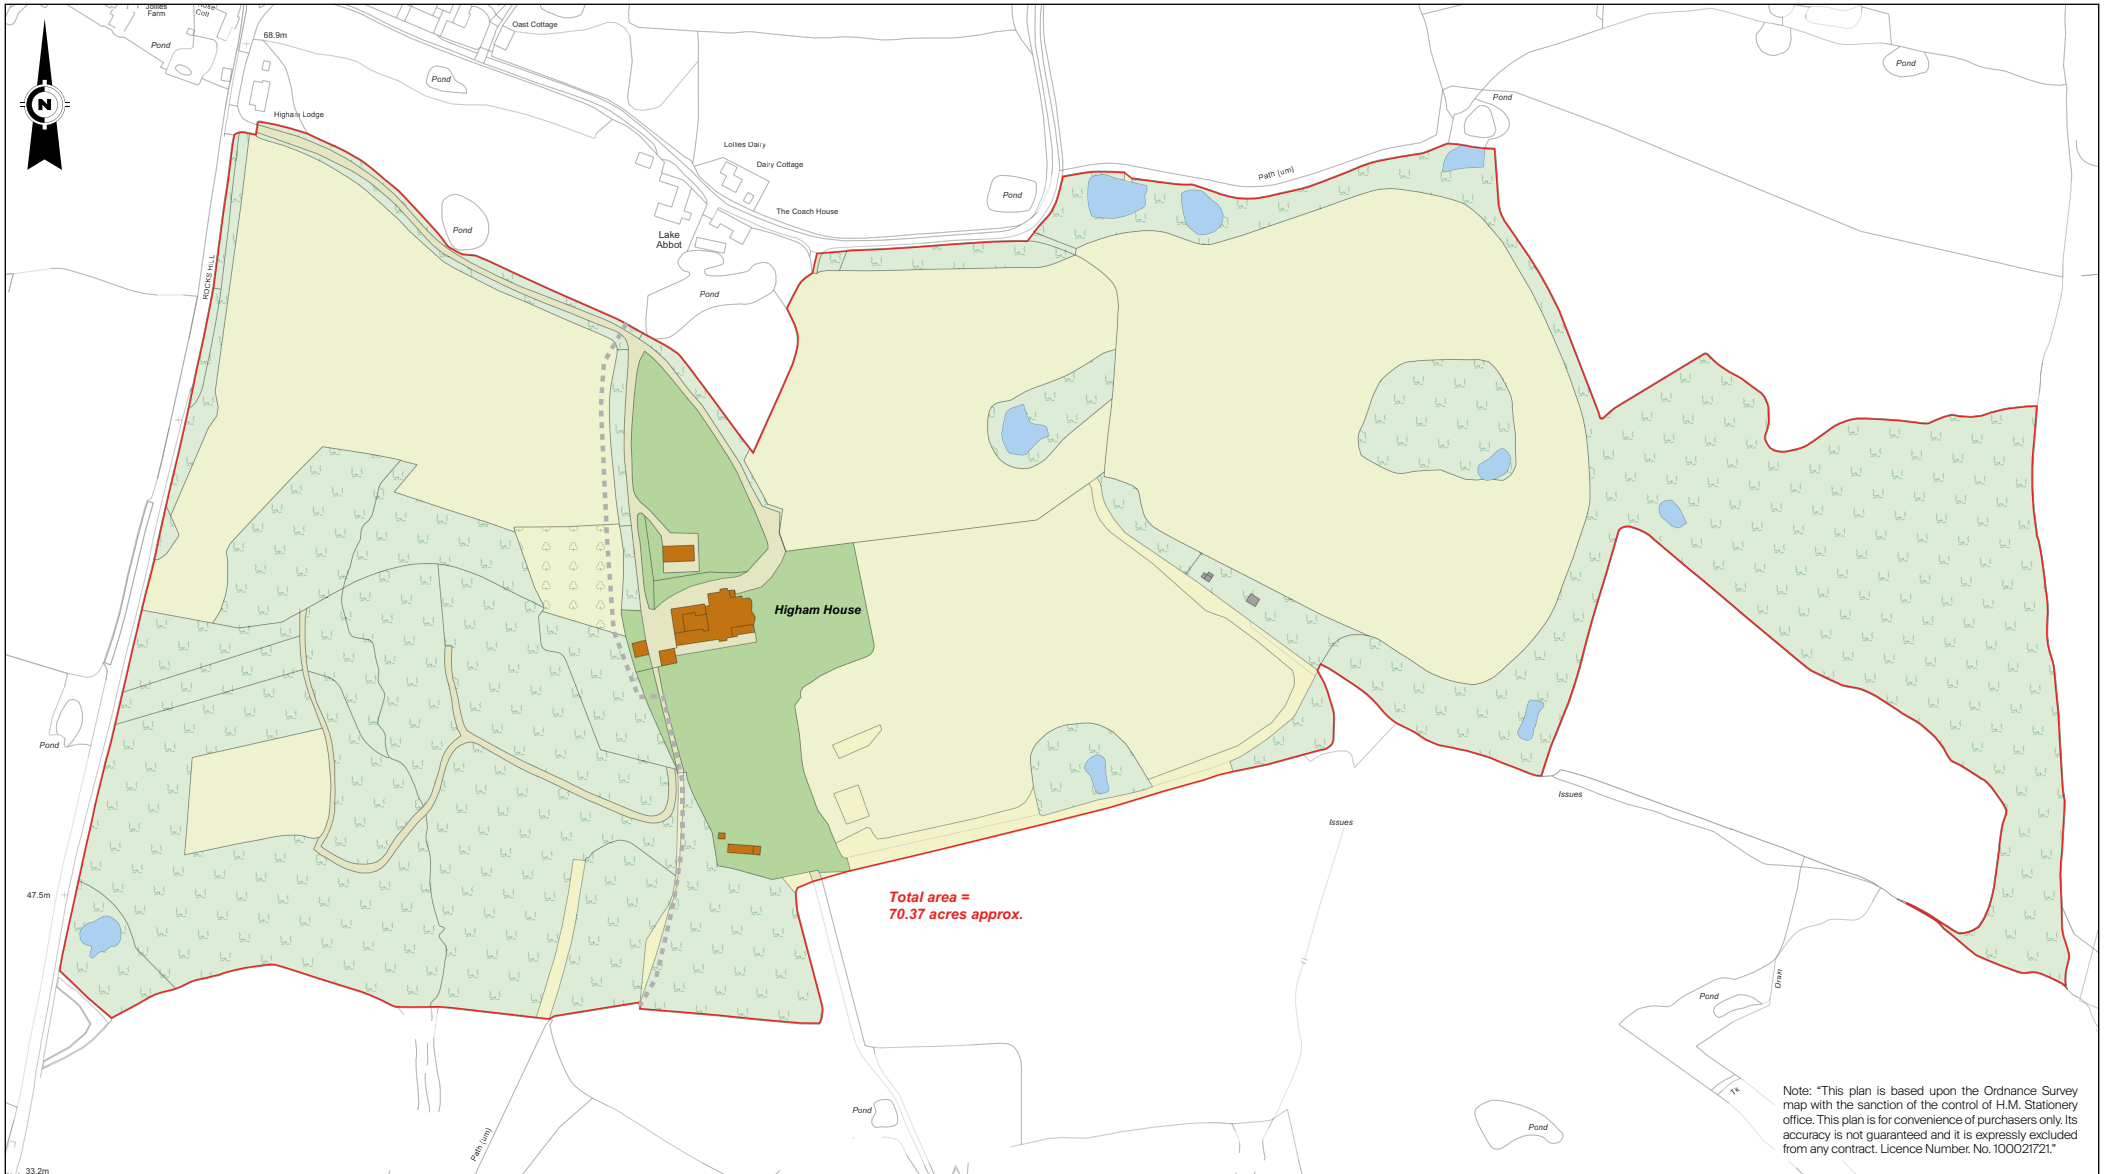 Jollies
Farm
Pond
68.9m
Oast Cottage
Pond
N
Higham Lodge
Lollies Dairy
Dairy Cottage
The Coach House
Lake
Abbot
Pond
Pond
Pond
Pond
Pond
Path (um)
ROCKS HILL
Higham House
Pond
47.5m
Total area =
70.37 acres approx.
Issues
Issues
Drain
Pond
Tk
Pond
Pond
Path (um)
33.2m
Note: “This plan is based upon the Ordnance Survey
map with the sanction of the control of H.M. Stationery
office. This plan is for convenience of purchasers only. Its
accuracy is not guaranteed and it is expressly excluded
from any contract. Licence Number. No. 100021721.”